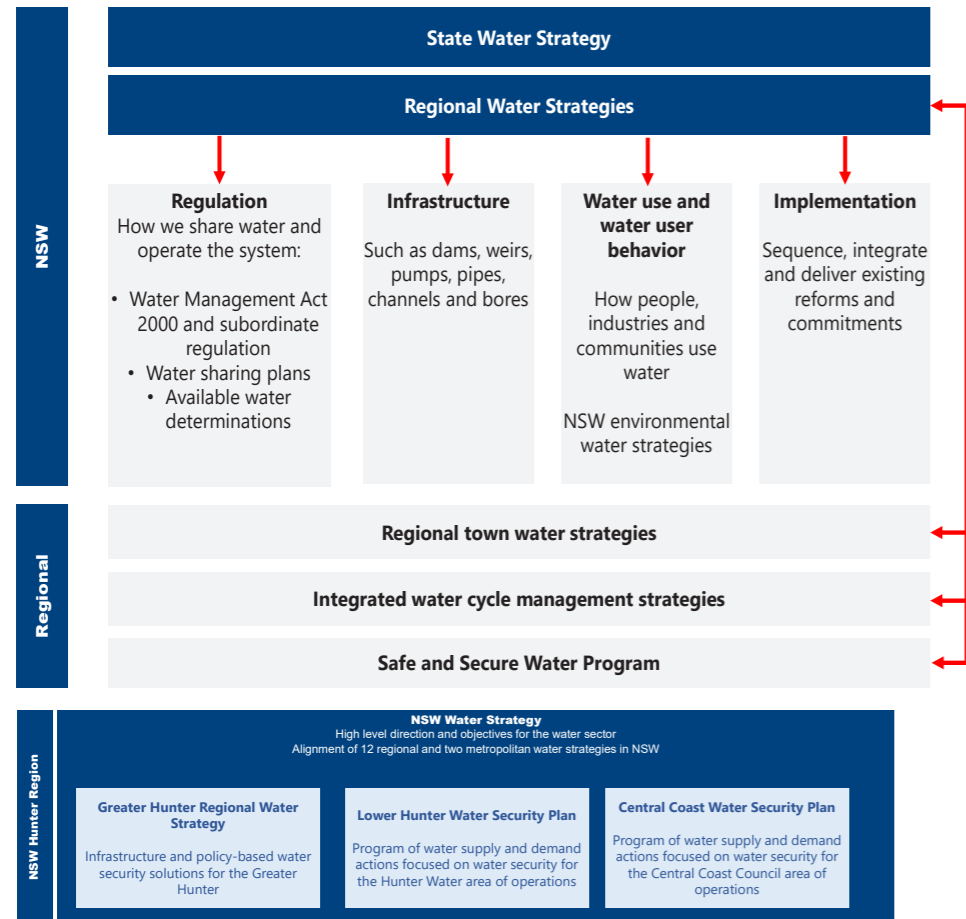 NSW
State Water Strategy
Regional Water Strategies
Regulation
How we share water and
operate the system:
• Water Management Act
2000 and subordinate
regulation
• Water sharing plans
• Available water
determinations
Infrastructure
Such as dams, weirs,
pumps, pipes,
channels and bores
Water use and
water user
behavior
How people,
industries and
communities use
water
NSW environmental
water strategies
Implementation
Sequence, integrate
and deliver existing
reforms and
commitments
Regional
Regional town water strategies
Integrated water cycle management strategies
Safe and Secure Water Program
NSW Hunter Region
NSW Water Strategy
High level direction and objectives for the water sector
Alignment of 12 regional and two metropolitan water strategies in NSW
Greater Hunter Regional Water
Strategy
Infrastructure and policy-based water
security solutions for the Greater
Hunter
Lower Hunter Water Security Plan
Program of water supply and demand
actions focused on water security for
the Hunter Water area of operations
Central Coast Water Security Plan
Program of water supply and demand
actions focused on water security for
the Central Coast Council area of
operations